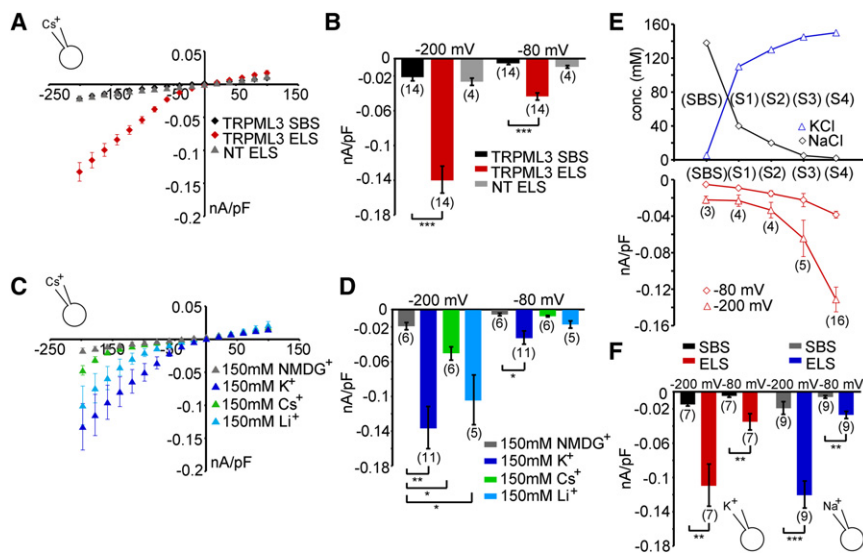 A
Cs+
0.05
-250 -150 -50 50 150
-0.05
-0.1
-0.15
-0.2
nA/pF
TRPML3 SBS
TRPML3 ELS
NT ELS
B
-200 mV
-80 mV
-0.02
-0.06
-0.1
-0.14
-0.18
nA/pF
(14)
(14)
(4)
(14)
(14)
(4)
***
***
TRPML3 SBS
TRPML3 ELS
NT ELS
C
Cs+
0.05
-250 -150 -50 50 150
-0.05
-0.1
-0.15
-0.2
nA/pF
150mM NMDG+
150mM K+
150mM Cs+
150mM Li+
D
-200 mV
-80 mV
-0.02
-0.06
-0.1
-0.14
-0.18
nA/pF
(6)
(11)
(6)
(5)
(6)
(11)
(6)
(5)
**
*
*
*
150mM NMDG+
150mM K+
150mM Cs+
150mM Li+
E
160
120
80
40
0
conc. (mM)
(SBS) (S1) (S2) (S3) (S4)
KCl
NaCl
(SBS) (S1) (S2) (S3) (S4)
-0.04
-0.08
-0.12
-0.16
nA/pF
(3)
(4)
(4)
(5)
(16)
-80 mV
-200 mV
F
SBS
ELS
SBS
ELS
-200 mV -80 mV -200 mV -80 mV
0
-0.04
-0.06
-0.1
-0.14
-0.18
nA/pF
(7)
(7)
(7)
(7)
(9)
(9)
(9)
(9)
**
**
***
**
K+
Na+